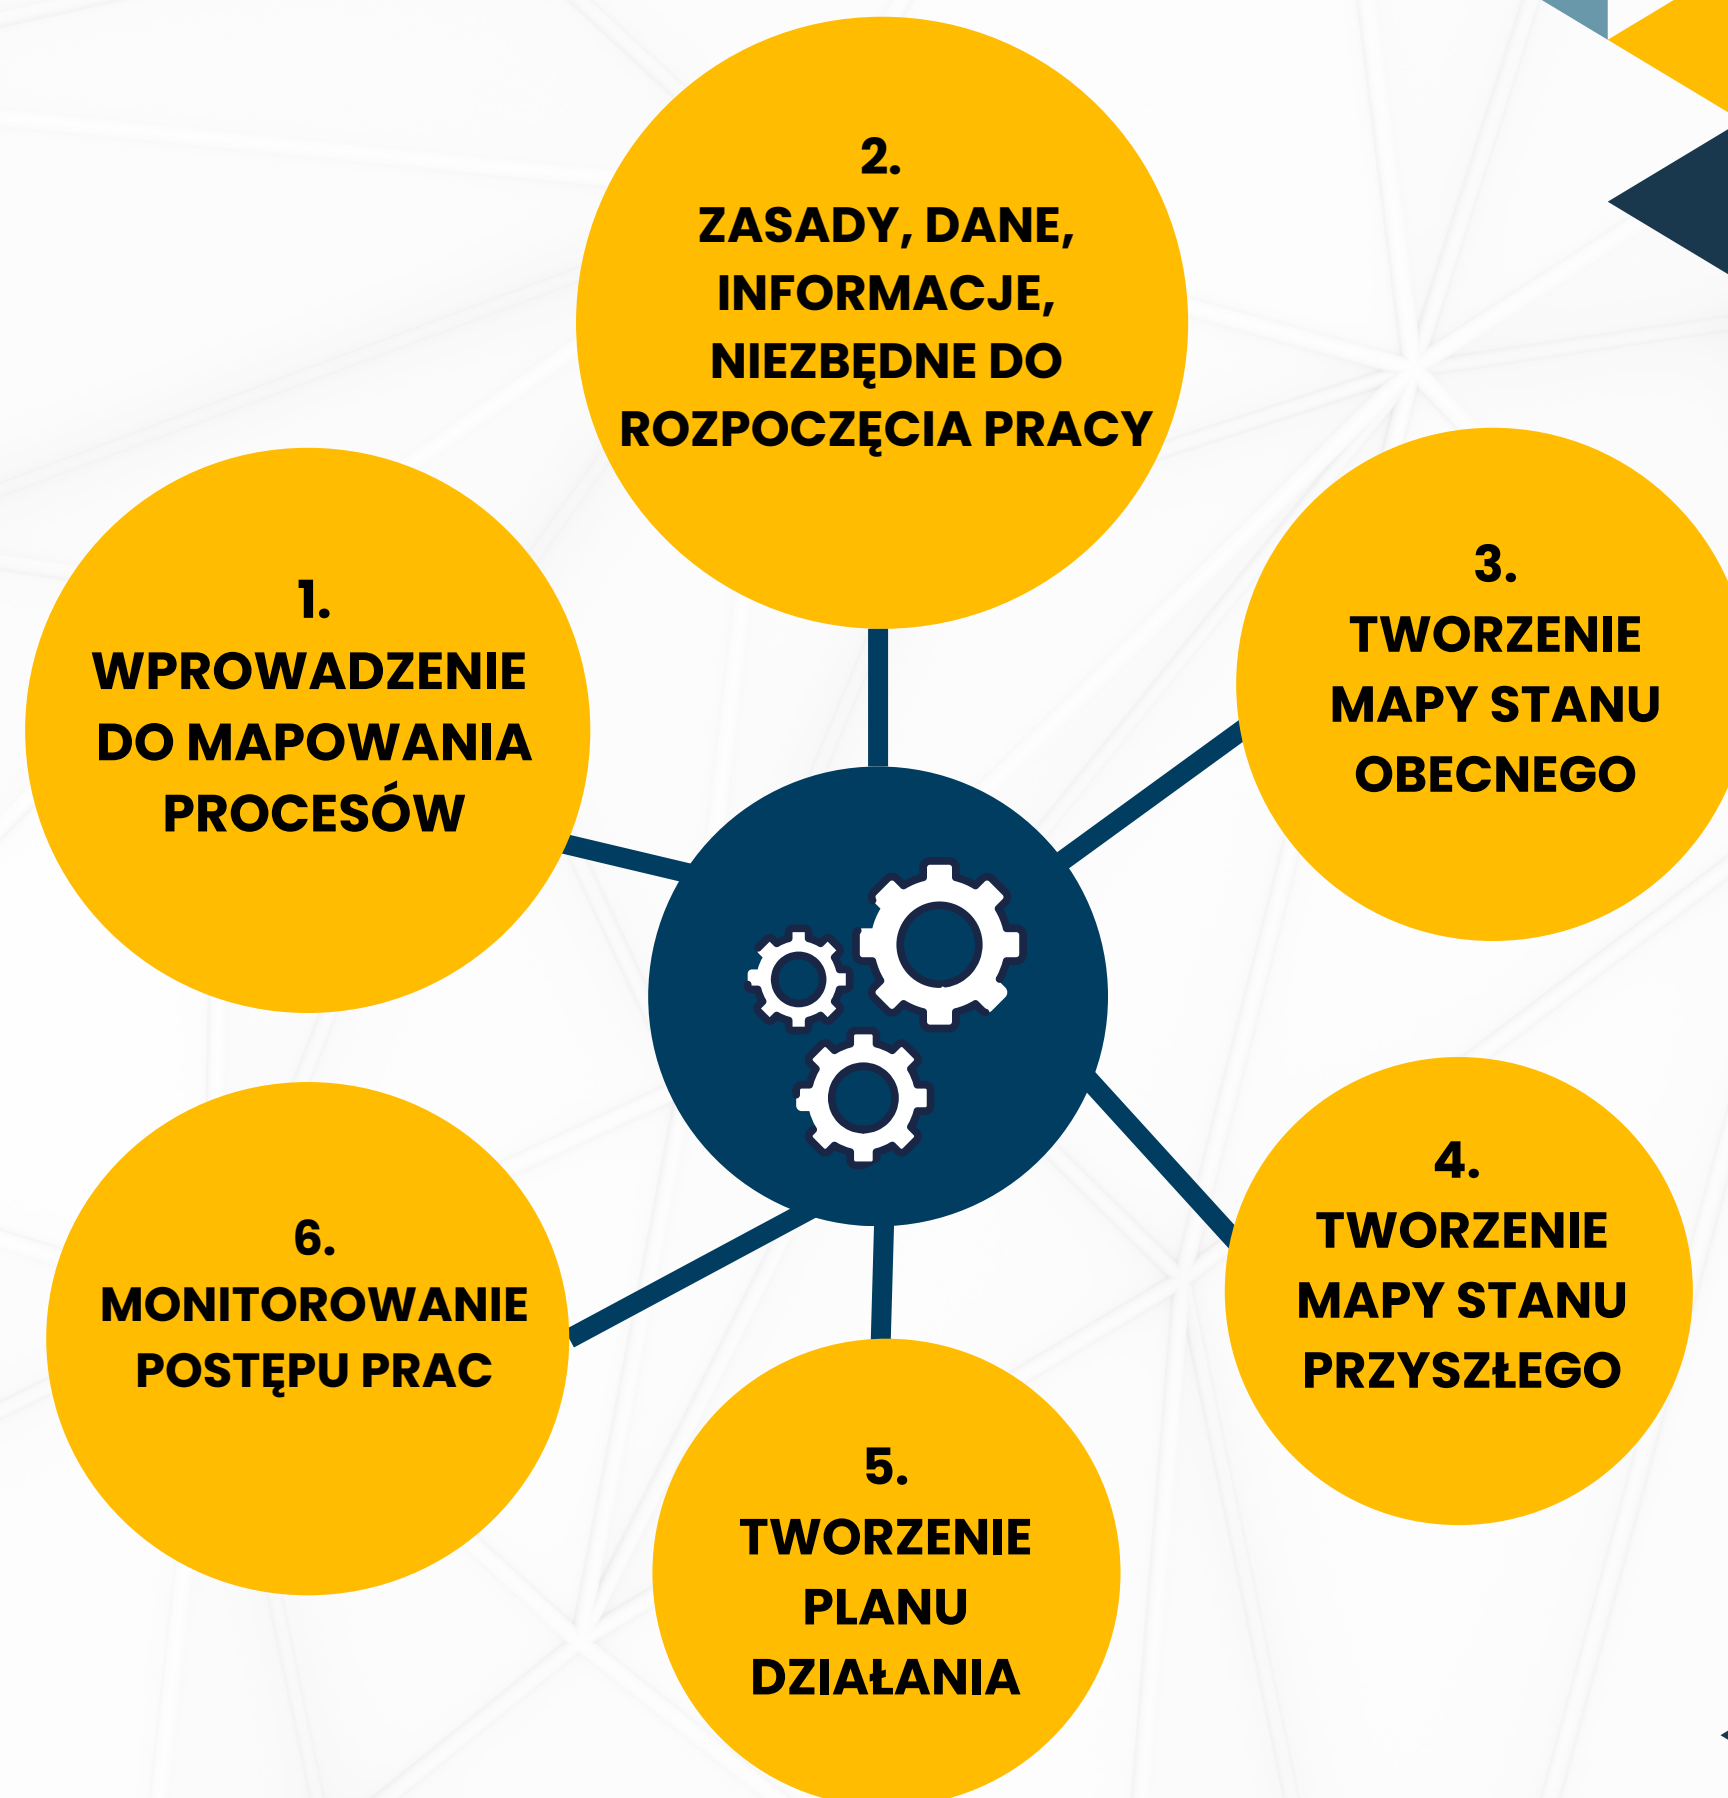 1.
WPROWADZENIE
DO MAPOWANIA
PROCESÓW
2.
ZASADY, DANE,
INFORMACJE,
NIEZBĘDNE DO
ROZPOCZĘCIA PRACY
3.
TWORZENIE
MAPY STANU
OBECNEGO
4.
TWORZENIE
MAPY STANU
PRZYSZŁEGO
5.
TWORZENIE
PLANU
DZIAŁANIA
6.
MONITOROWANIE
POSTĘPU PRAC